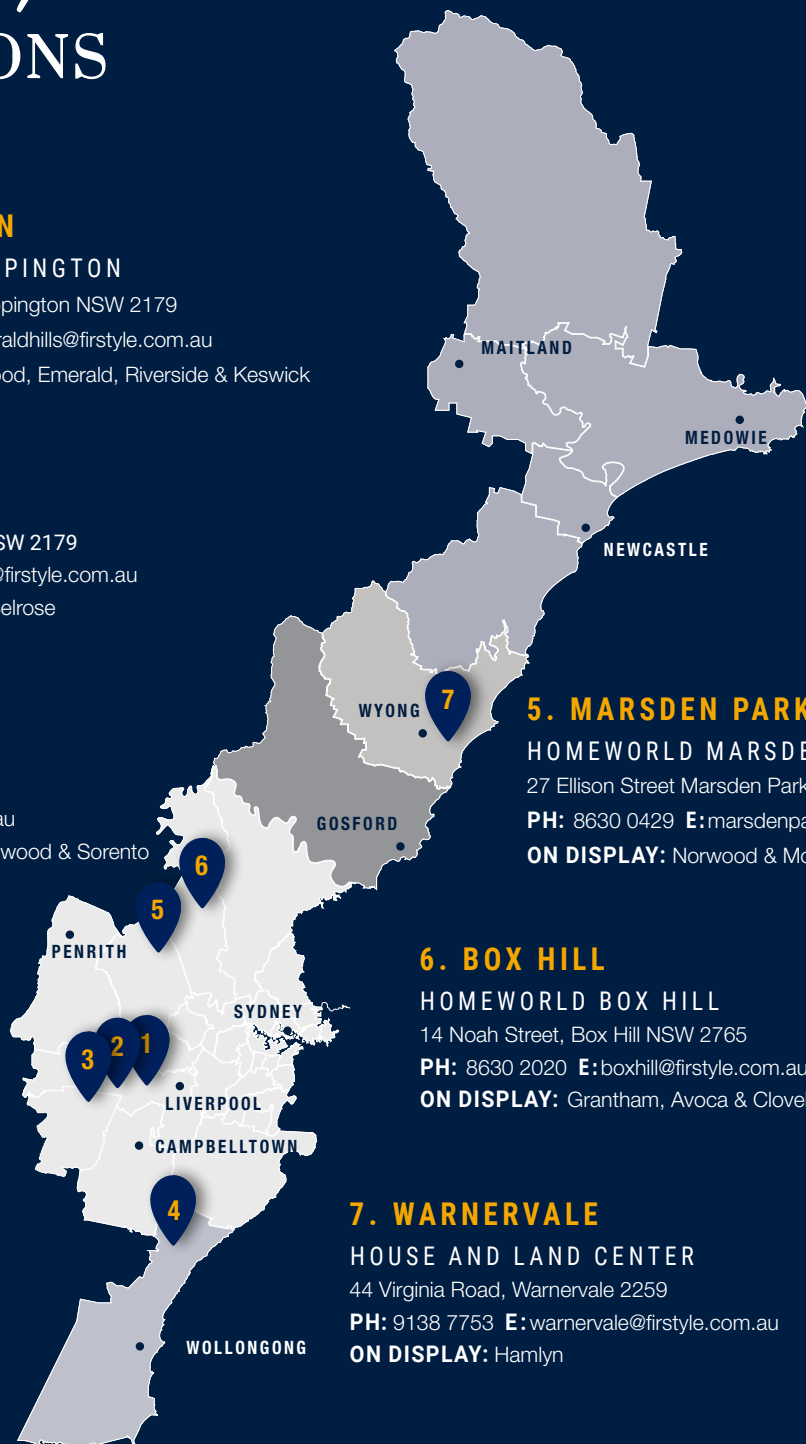 ONS
N
PPINGTON
pington NSW 2179
raldhills@firstyle.com.au
ood, Emerald, Riverside & Keswick
SW 2179
@firstyle.com.au
elrose
au
wood & Sorento
MAITLAND
MEDOWIE
NEWCASTLE
WYONG
7
GOSFORD
6
5
PENRITH
SYDNEY
3
2
1
LIVERPOOL
CAMPBELLTOWN
4
WOLLONGONG
5. MARSDEN PARK
HOMEWORLD MARSDE
27 Ellison Street Marsden Park
PH: 8630 0429 E:marsdenpa
ON DISPLAY: Norwood & Mo
6. BOX HILL
HOMEWORLD BOX HILL
14 Noah Street, Box Hill NSW 2765
PH: 8630 2020 E:boxhill@firstyle.com.au
ON DISPLAY: Grantham, Avoca & Clove
7. WARNERVALE
HOUSE AND LAND CENTER
44 Virginia Road, Warnervale 2259
PH: 9138 7753 E:warnervale@firstyle.com.au
ON DISPLAY: Hamlyn